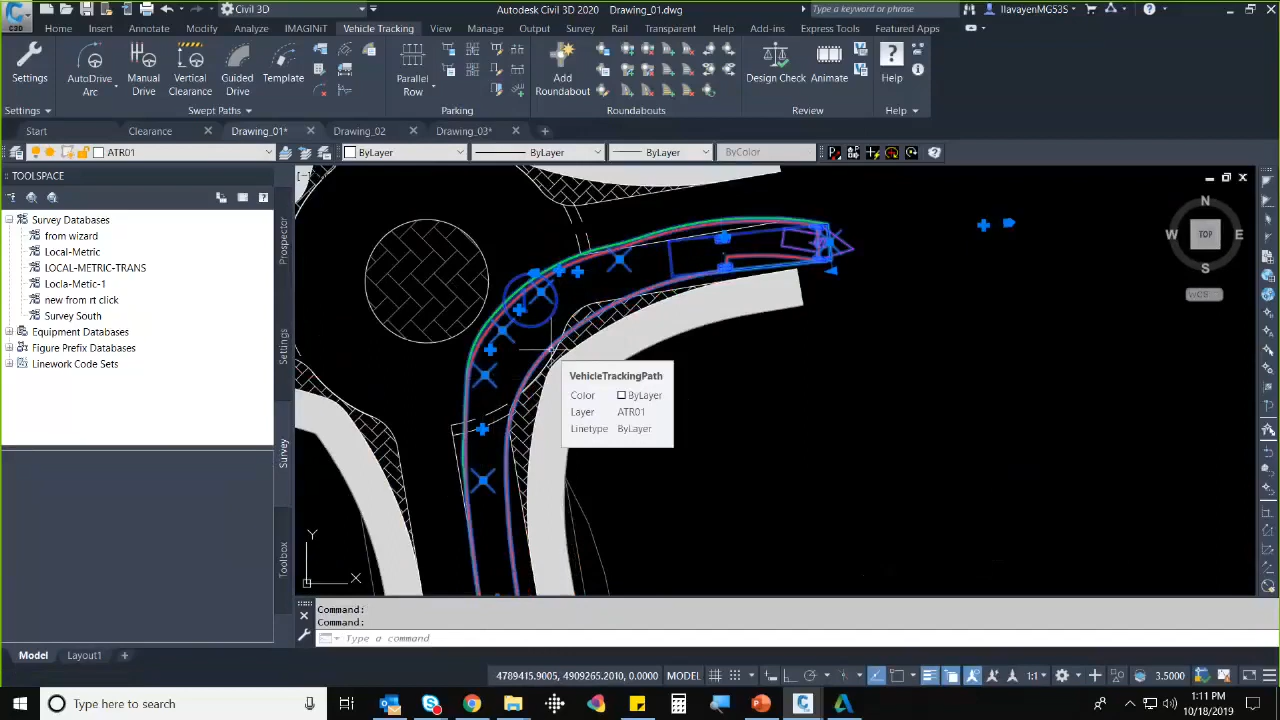 C3D
Civil 3D
Autodesk Civil 3D 2020 Drawing_01.dwg
Type a keyword or phrase
llavayenMG53S
Home Insert Annotate Modify Analyze IMAGINiT Vehicle Tracking View Manage Output Survey Rail Transparent Help Add-ins Express Tools Featured Apps
Settings
AutoDrive Arc
Manual Drive
Vertical Clearance
Guided Drive
Template
Parallel Row
Add Roundabout
Design Check
Animate
Help
Settings Swept Paths Parking Roundabouts Review Help
Start Clearance Drawing_01* Drawing_02 Drawing_03*
ATR01 ByLayer ByLayer ByLayer ByColor
TOOLSPACE
Survey Databases
from wizard
Local-Metric
LOCAL-METRIC-TRANS
Locla-Metic-1
new from rt click
Survey South
Equipment Databases
Figure Prefix Databases
Linework Code Sets
Prospector
Settings
Survey
Toolbox
[−]
N
W TOP E
S
WCS
VehicleTrackingPath
Color ByLayer
Layer ATR01
Linetype ByLayer
Y
X
Command:
Command:
Type a command
Model Layout1
4789415.9005, 4909265.2010, 0.0000 MODEL 1:1 3.5000
Type here to search
1:11 PM
10/18/2019